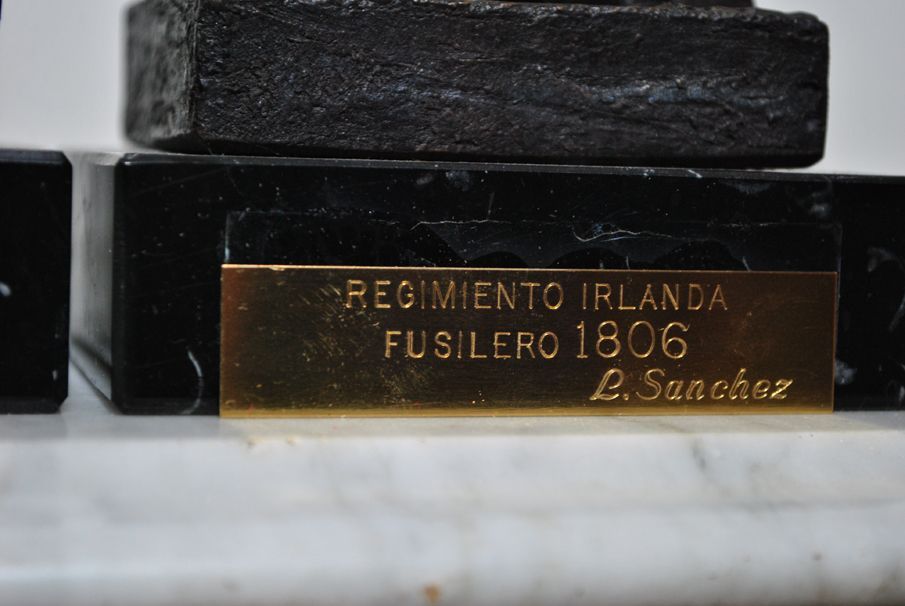 REGIMIENTO IRLANDA
FUSILERO 1806
L. Sanchez